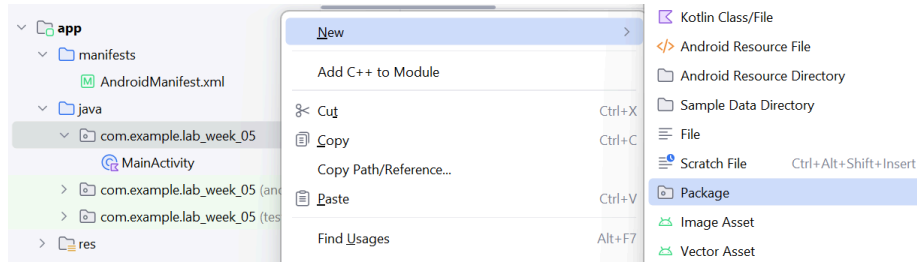 app
manifests
AndroidManifest.xml
java
com.example.lab_week_05
MainActivity
com.example.lab_week_05 (an
com.example.lab_week_05 (tes
res
New
Add C++ to Module
Cut Ctrl+X
Copy Ctrl+C
Copy Path/Reference...
Paste Ctrl+V
Find Usages Alt+F7
Kotlin Class/File
Android Resource File
Android Resource Directory
Sample Data Directory
File
Scratch File Ctrl+Alt+Shift+Insert
Package
Image Asset
Vector Asset